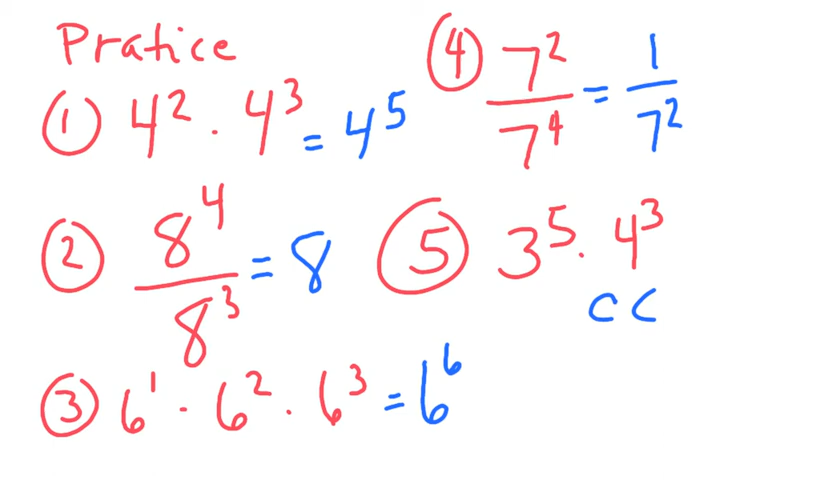 Pratice
① 4² · 4³ = 4⁵
② 8⁴/8³ = 8
③ 6¹ · 6² · 6³ = 6⁶
④ 7²/7⁴ = 1/7²
⑤ 3⁵ · 4³
CC